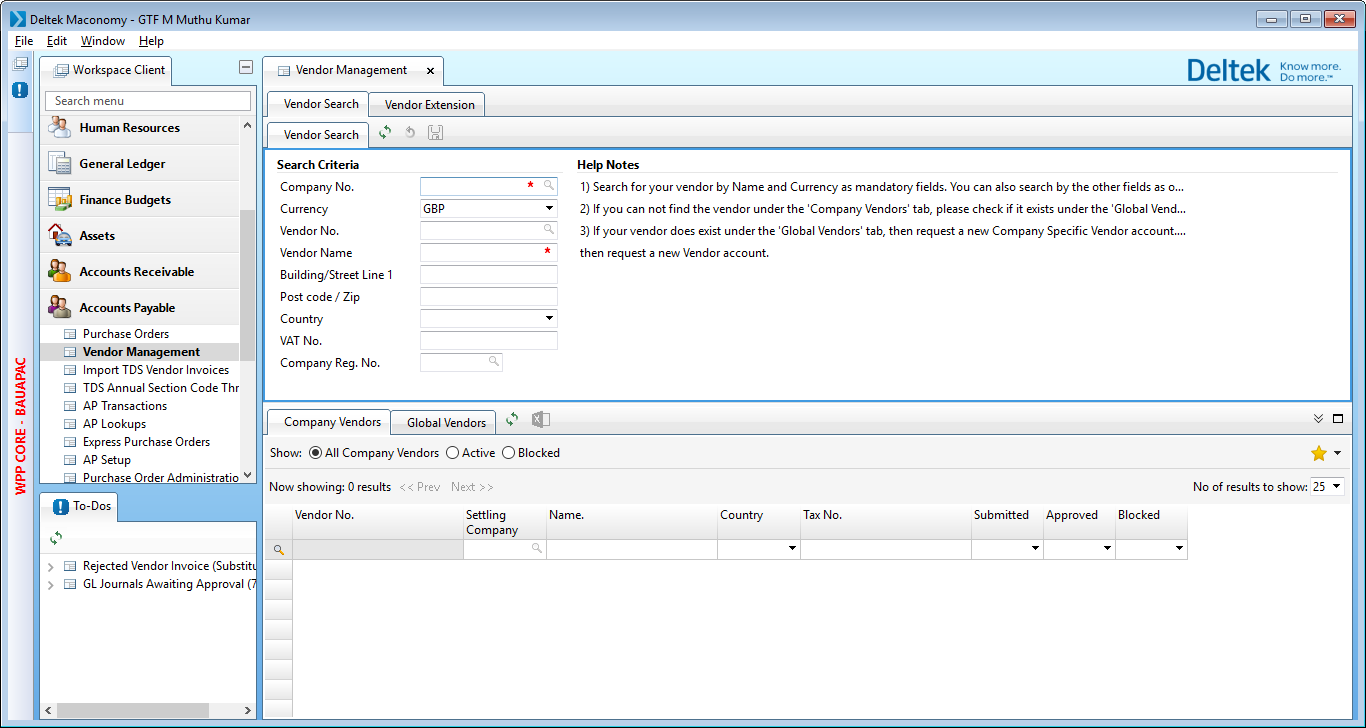 Deltek Maconomy - GTF M Muthu Kumar
File Edit Window Help
Workspace Client
Search menu
Human Resources
General Ledger
Finance Budgets
Assets
Accounts Receivable
Accounts Payable
Purchase Orders
Vendor Management
Import TDS Vendor Invoices
TDS Annual Section Code Thr
AP Transactions
AP Lookups
Express Purchase Orders
AP Setup
Purchase Order Administratio
WPP CORE - BAUAPAC
To-Dos
Rejected Vendor Invoice (Substitu
GL Journals Awaiting Approval (7
Vendor Management
Deltek Know more.
Do more.™
Vendor Search Vendor Extension
Vendor Search
Search Criteria
Company No. *
Currency GBP
Vendor No.
Vendor Name *
Building/Street Line 1
Post code / Zip
Country
VAT No.
Company Reg. No.
Help Notes
1) Search for your vendor by Name and Currency as mandatory fields. You can also search by the other fields as o...
2) If you can not find the vendor under the 'Company Vendors' tab, please check if it exists under the 'Global Vend...
3) If your vendor does exist under the 'Global Vendors' tab, then request a new Company Specific Vendor account....
then request a new Vendor account.
Company Vendors Global Vendors
Show: All Company Vendors Active Blocked
Now showing: 0 results << Prev Next >> No of results to show: 25
Vendor No. Settling Company Name. Country Tax No. Submitted Approved Blocked